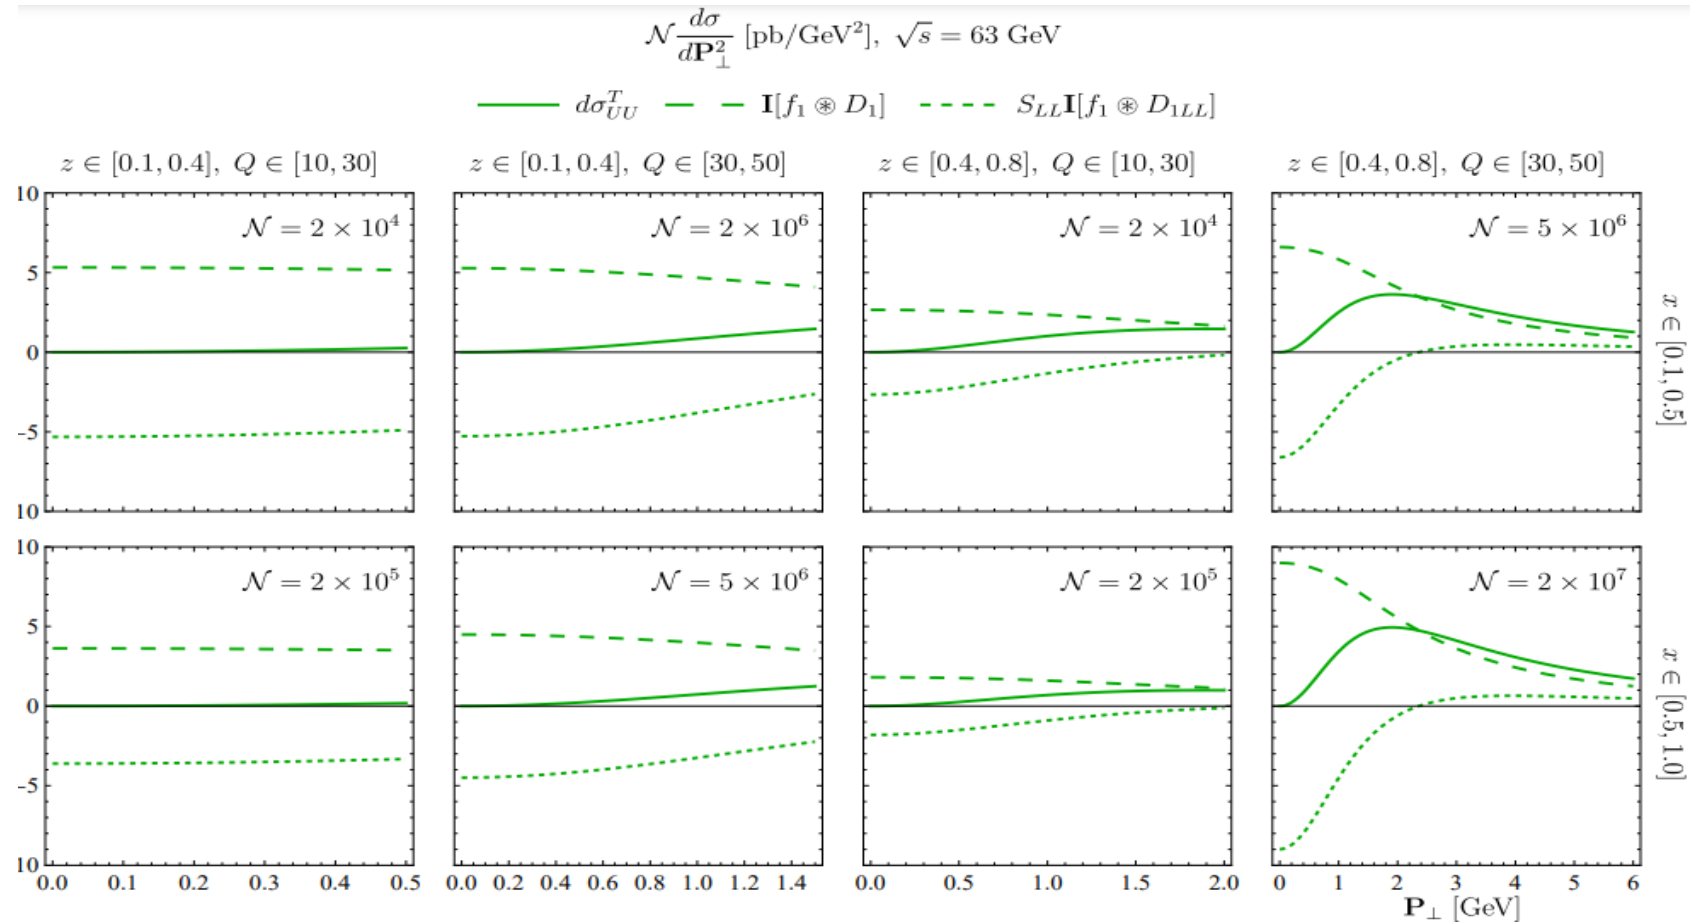 𝒩 dσ/d𝐏⊥² [pb/GeV²], √s = 63 GeV
dσ^T_UU   𝐈[f₁ ⊛ D₁]   S_LL 𝐈[f₁ ⊛ D_1LL]
z ∈ [0.1, 0.4], Q ∈ [10, 30]   z ∈ [0.1, 0.4], Q ∈ [30, 50]   z ∈ [0.4, 0.8], Q ∈ [10, 30]   z ∈ [0.4, 0.8], Q ∈ [30, 50]
10
𝒩 = 2 × 10⁴   𝒩 = 2 × 10⁶   𝒩 = 2 × 10⁴   𝒩 = 5 × 10⁶
5
0
−5
10
x ∈ [0.1, 0.5]
10
𝒩 = 2 × 10⁵   𝒩 = 5 × 10⁶   𝒩 = 2 × 10⁵   𝒩 = 2 × 10⁷
5
0
−5
10
x ∈ [0.5, 1.0]
0.0 0.1 0.2 0.3 0.4 0.5   0.0 0.2 0.4 0.6 0.8 1.0 1.2 1.4   0.0 0.5 1.0 1.5 2.0   0 1 2 3 4 5 6
𝐏⊥ [GeV]